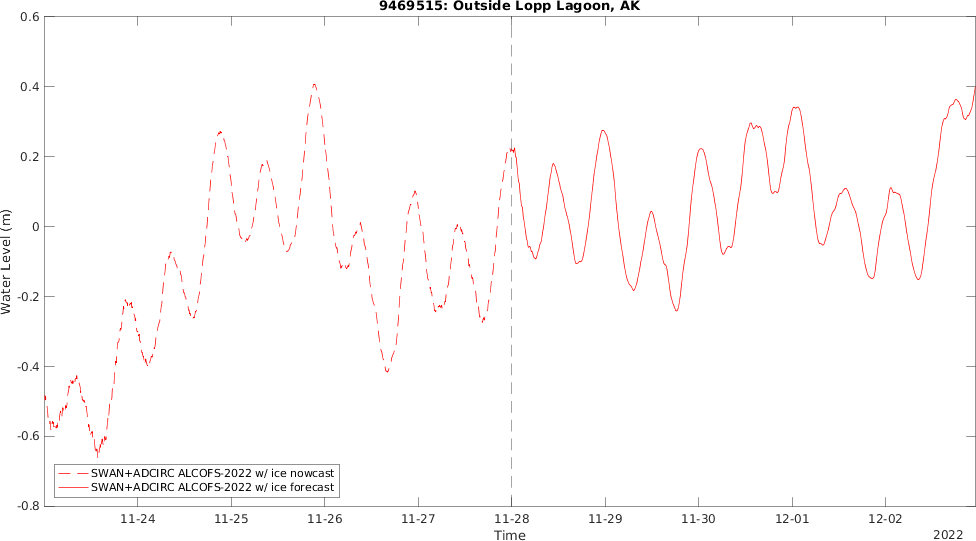 9469515: Outside Lopp Lagoon, AK
0.6
0.4
0.2
0
-0.2
-0.4
-0.6
-0.8
Water Level (m)
SWAN+ADCIRC ALCOFS-2022 w/ ice nowcast
SWAN+ADCIRC ALCOFS-2022 w/ ice forecast
11-24 11-25 11-26 11-27 11-28 11-29 11-30 12-01 12-02
Time
2022